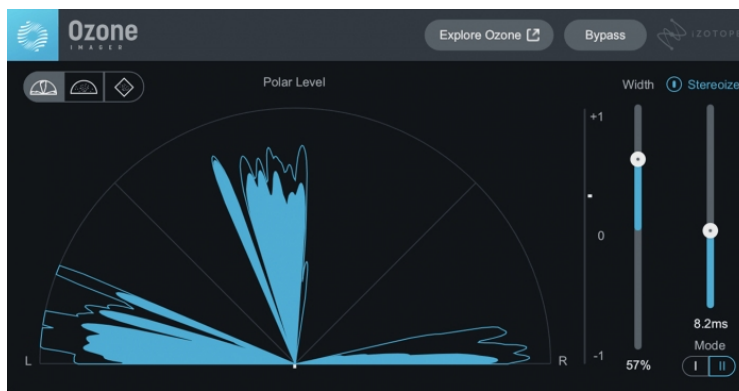 Ozone
IMAGER
Explore Ozone
Bypass
IZOTOPE
Polar Level
Width
Stereoize
+1
0
-1
L
R
57%
8.2ms
Mode
I
II